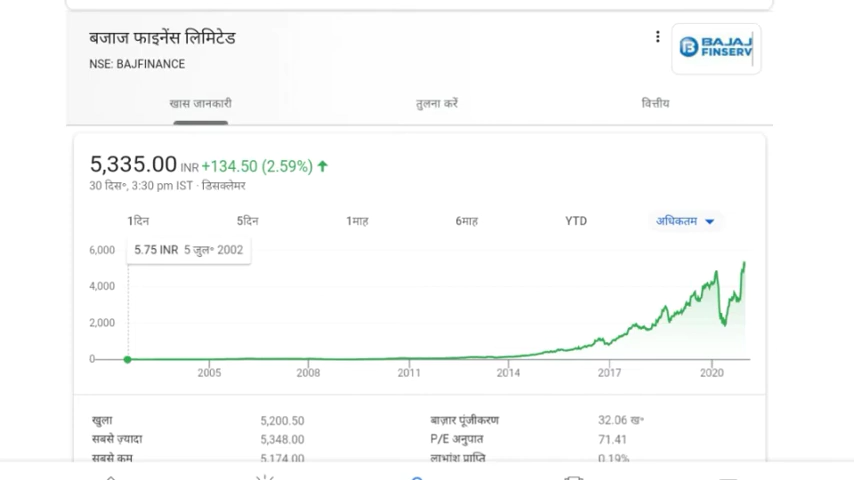 बजाज फाइनेंस लिमिटेड
NSE: BAJFINANCE
BAJAJ
FINSERV
खास जानकारी तुलना करें वित्तीय
5,335.00 INR +134.50 (2.59%)
30 दिस॰, 3:30 pm IST · डिसक्लेमर
1दिन 5दिन 1माह 6माह YTD अधिकतम
6,000
5.75 INR 5 जुल॰ 2002
4,000
2,000
0
2005 2008 2011 2014 2017 2020
खुला 5,200.50 बाज़ार पूंजीकरण 32.06 ख॰
सबसे ज़्यादा 5,348.00 P/E अनुपात 71.41
सबसे कम 5,174.00 लाभांश प्राप्ति 0.19%